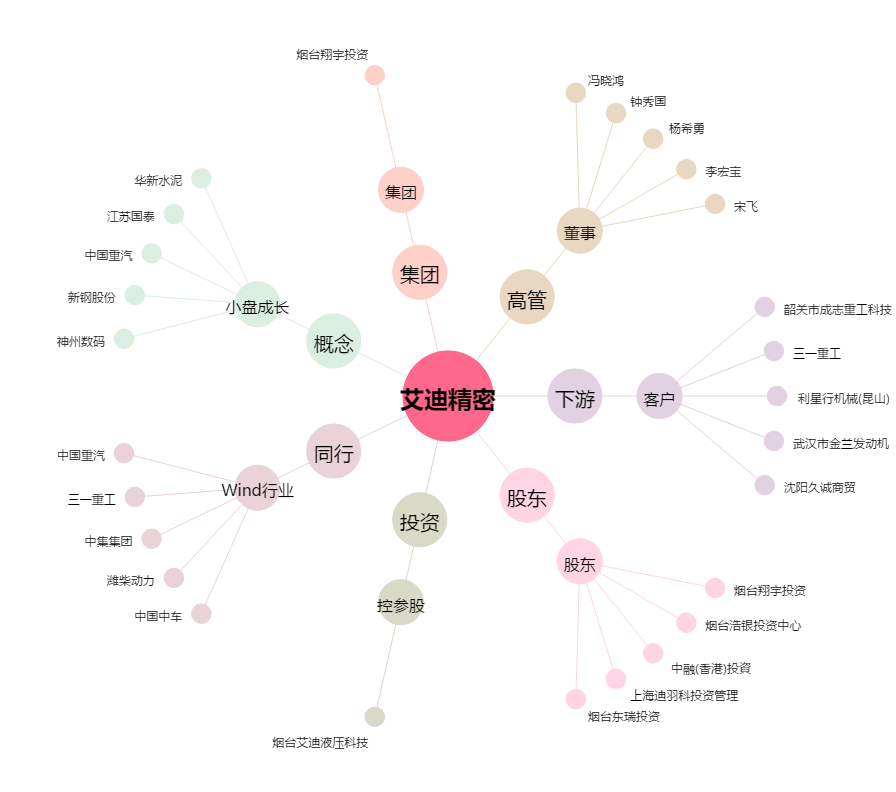 烟台翔宇投资
集团
集团
冯晓鸿
钟秀国
杨希勇
李宏宝
宋飞
董事
高管
华新水泥
江苏国泰
中国重汽
新钢股份
神州数码
小盘成长
概念
艾迪精密
下游
客户
韶关市成志重工科技
三一重工
利星行机械(昆山)
武汉市金兰发动机
沈阳久诚商贸
同行
Wind行业
中国重汽
三一重工
中集集团
潍柴动力
中国中车
投资
控参股
烟台艾迪液压科技
股东
股东
烟台翔宇投资
烟台浩银投资中心
中融(香港)投資
上海迪羽科投资管理
烟台东瑞投资